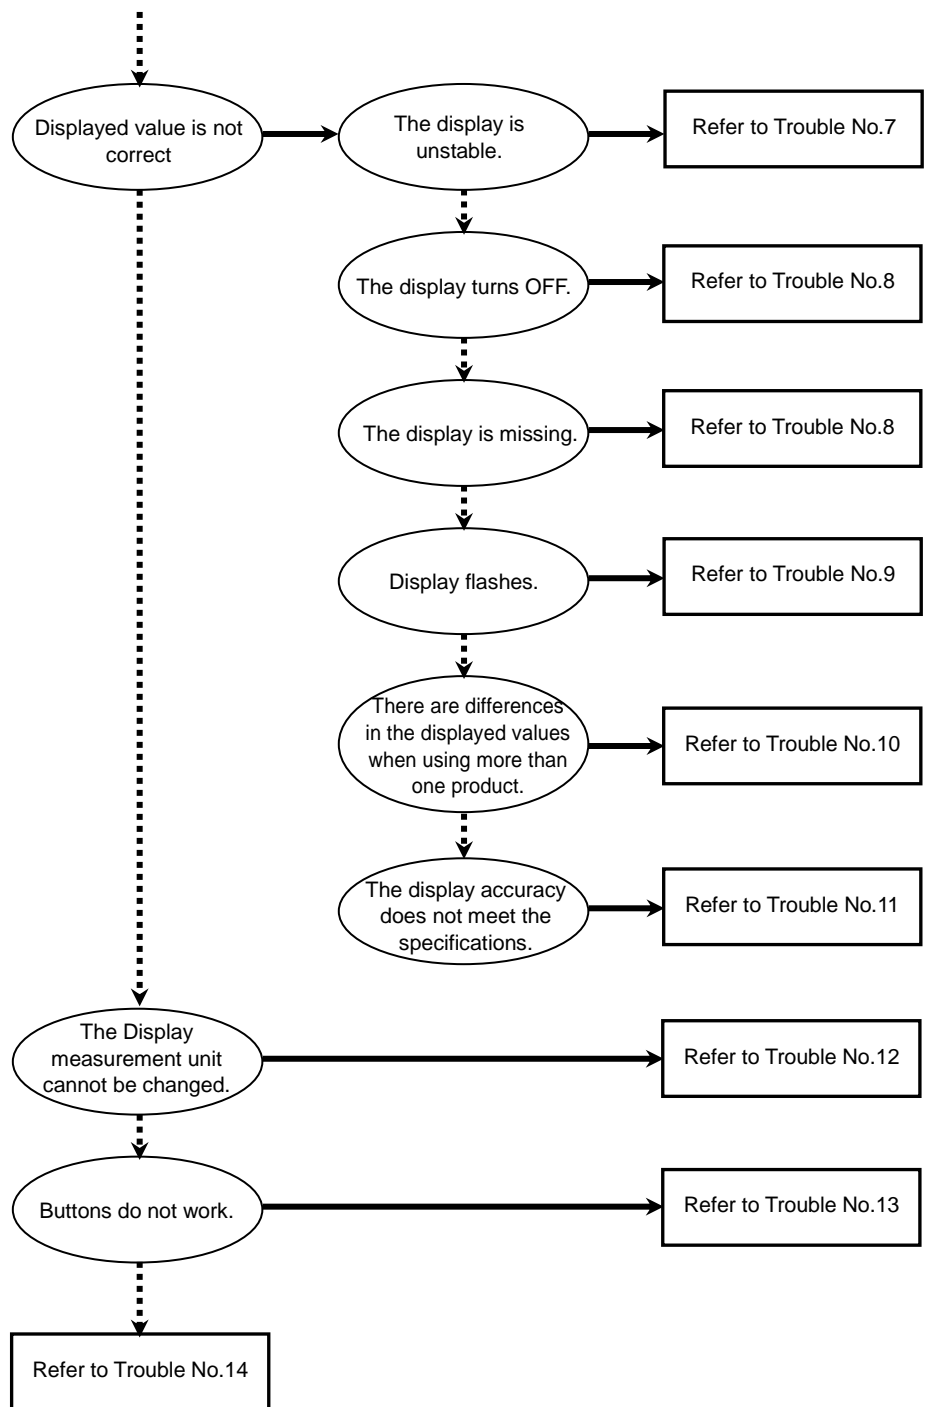 Displayed value is not
correct
The display is
unstable.
Refer to Trouble No.7
The display turns OFF.
Refer to Trouble No.8
The display is missing.
Refer to Trouble No.8
Display flashes.
Refer to Trouble No.9
There are differences
in the displayed values
when using more than
one product.
Refer to Trouble No.10
The display accuracy
does not meet the
specifications.
Refer to Trouble No.11
The Display
measurement unit
cannot be changed.
Refer to Trouble No.12
Buttons do not work.
Refer to Trouble No.13
Refer to Trouble No.14